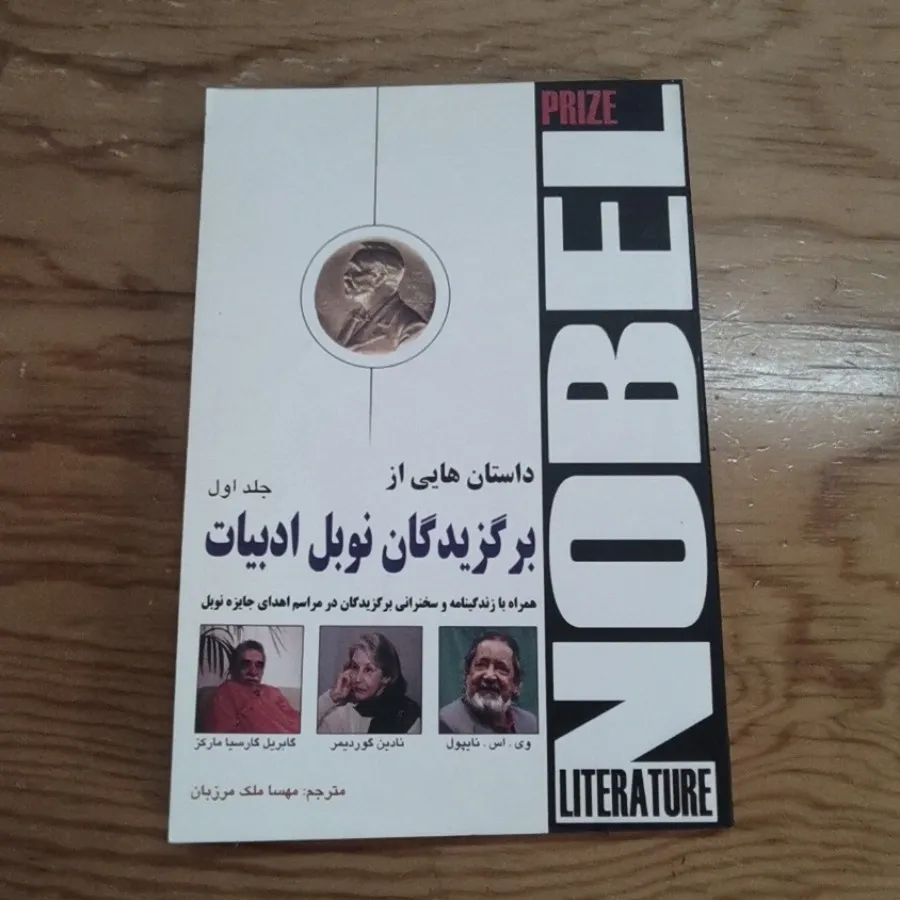 PRIZE
NOBEL
LITERATURE
داستان هایی از
جلد اول
برگزیدگان نوبل ادبیات
همراه با زندگینامه و سخنرانی برگزیدگان در مراسم اهدای جایزه نوبل
وی . اس . نایپول
نادین گوردیمر
گابریل گارسیا مارکز
مترجم: مهسا ملک مرزبان